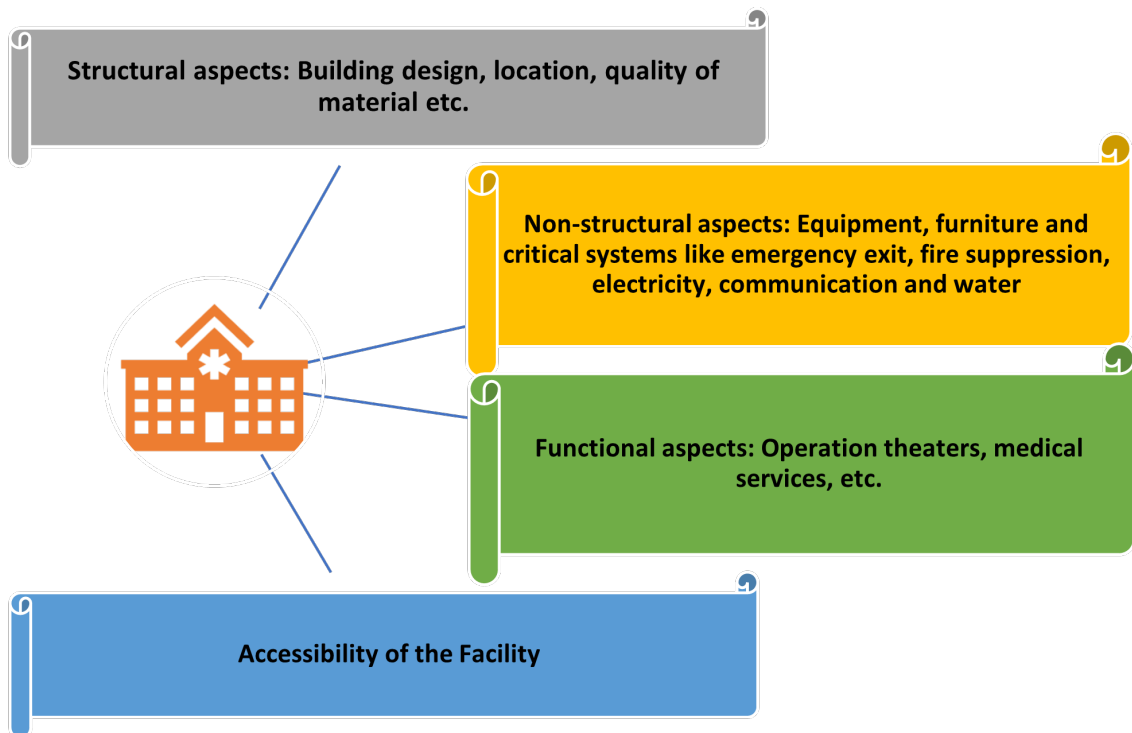 Structural aspects: Building design, location, quality of
material etc.
Non-structural aspects: Equipment, furniture and
critical systems like emergency exit, fire suppression,
electricity, communication and water
Functional aspects: Operation theaters, medical
services, etc.
Accessibility of the Facility